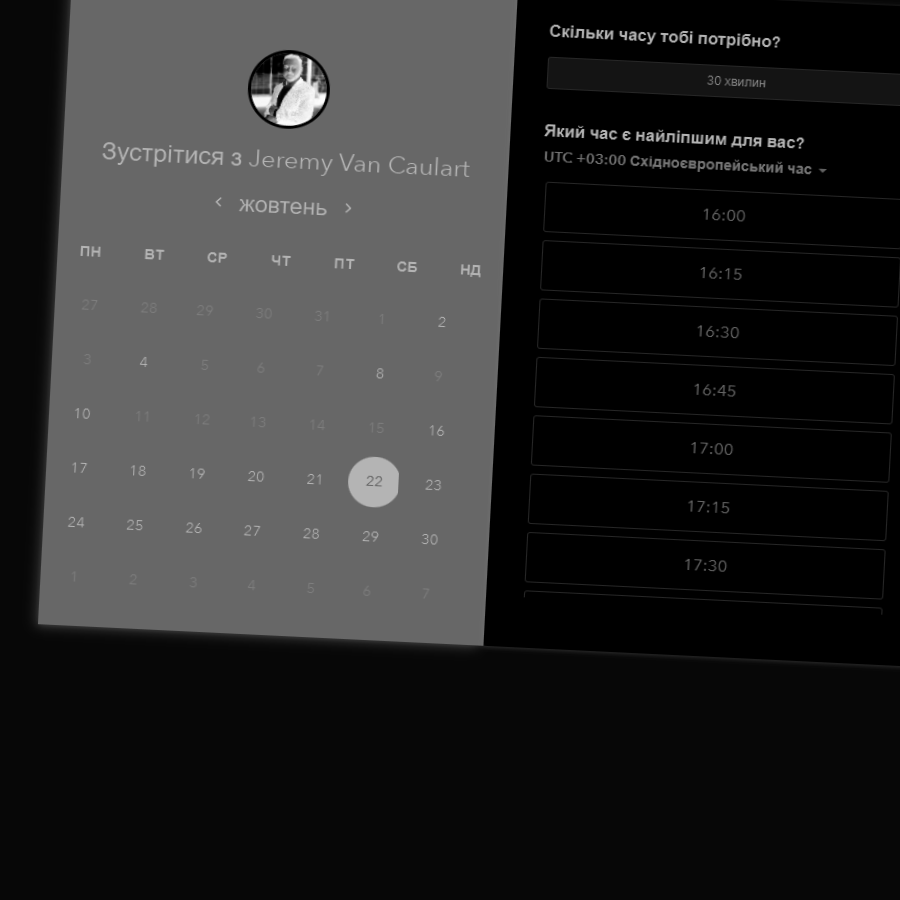 Зустрітися з Jeremy Van Caulart
жовтень
ПН ВТ СР ЧТ ПТ СБ НД
27 28 29 30 31 1 2
3 4 5 6 7 8 9
10 11 12 13 14 15 16
17 18 19 20 21 22 23
24 25 26 27 28 29 30
1 2 3 4 5 6 7
Скільки часу тобі потрібно?
30 хвилин
Який час є найліпшим для вас?
UTC +03:00 Східноєвропейський час
16:00
16:15
16:30
16:45
17:00
17:15
17:30